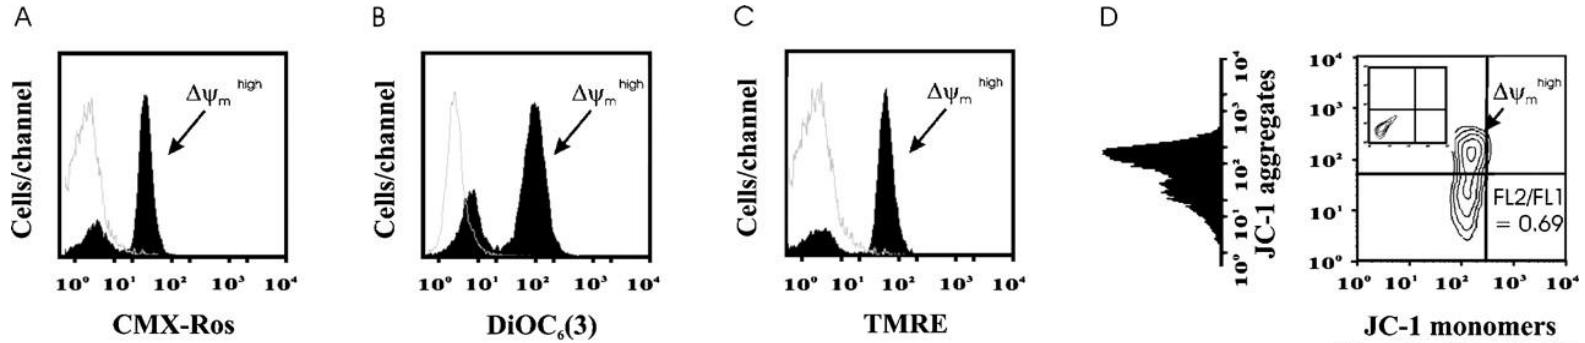 A
Cells/channel
Δψm high
10⁰ 10¹ 10² 10³ 10⁴
CMX-Ros
B
Cells/channel
Δψm high
10⁰ 10¹ 10² 10³ 10⁴
DiOC₆(3)
C
Cells/channel
Δψm high
10⁰ 10¹ 10² 10³ 10⁴
TMRE
D
10⁰ 10¹ 10² 10³ 10⁴
JC-1 aggregates
10⁴
10³
10²
10¹
10⁰
Δψm high
FL2/FL1
= 0.69
10⁰ 10¹ 10² 10³ 10⁴
JC-1 monomers